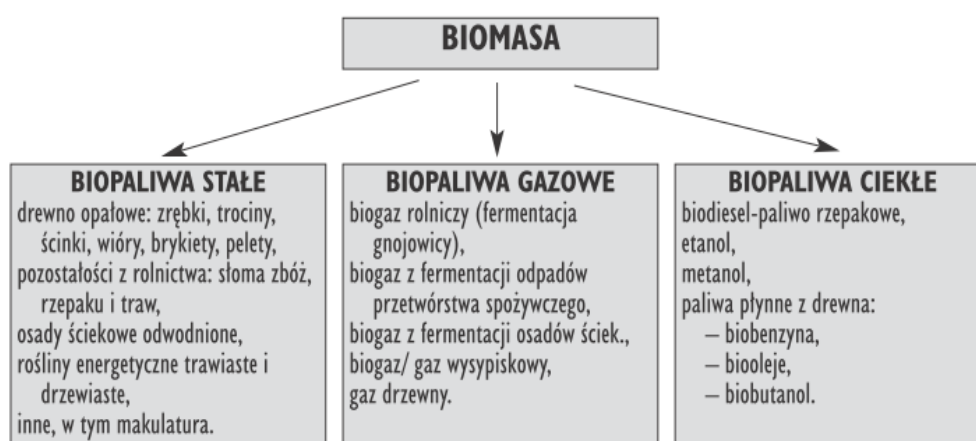 BIOMASA
BIOPALIWA STAŁE
drewno opałowe: zrębki, trociny,
ścinki, wióry, brykiety, pelety,
pozostałości z rolnictwa: słoma zbóż,
rzepaku i traw,
osady ściekowe odwodnione,
rośliny energetyczne trawiaste i
drzewiaste,
inne, w tym makulatura.
BIOPALIWA GAZOWE
biogaz rolniczy (fermentacja
gnojowicy),
biogaz z fermentacji odpadów
przetwórstwa spożywczego,
biogaz z fermentacji osadów ściek.,
biogaz/ gaz wysypiskowy,
gaz drzewny.
BIOPALIWA CIEKŁE
biodiesel-paliwo rzepakowe,
etanol,
metanol,
paliwa płynne z drewna:
– biobenzyna,
– biooleje,
– biobutanol.